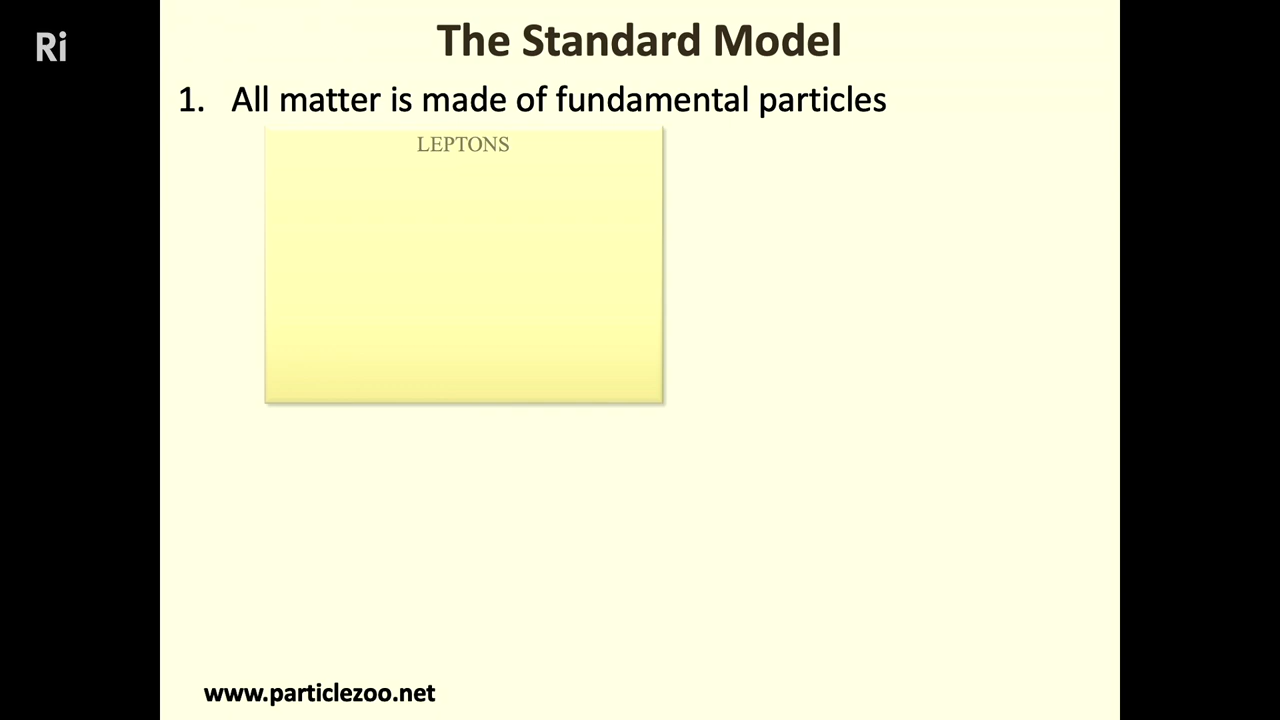 Ri
The Standard Model
1. All matter is made of fundamental particles
LEPTONS
www.particlezoo.net